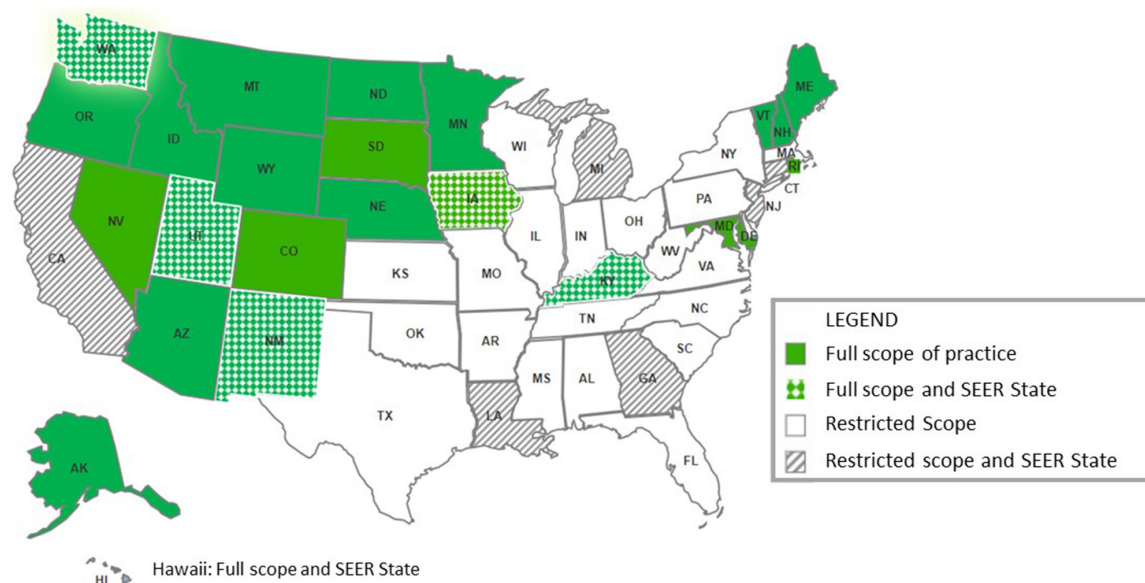 WA
MT
ND
MN
ME
VT
NH
OR
ID
SD
WI
NY
MA
RI
CT
WY
MI
IA
NE
PA
NJ
NV
UT
CO
IL
IN
OH
MD
DE
WV
VA
CA
KS
MO
KY
NC
TN
AZ
NM
OK
AR
SC
MS
AL
GA
TX
LA
FL
AK
HI
LEGEND
Full scope of practice
Full scope and SEER State
Restricted Scope
Restricted scope and SEER State
Hawaii: Full scope and SEER State